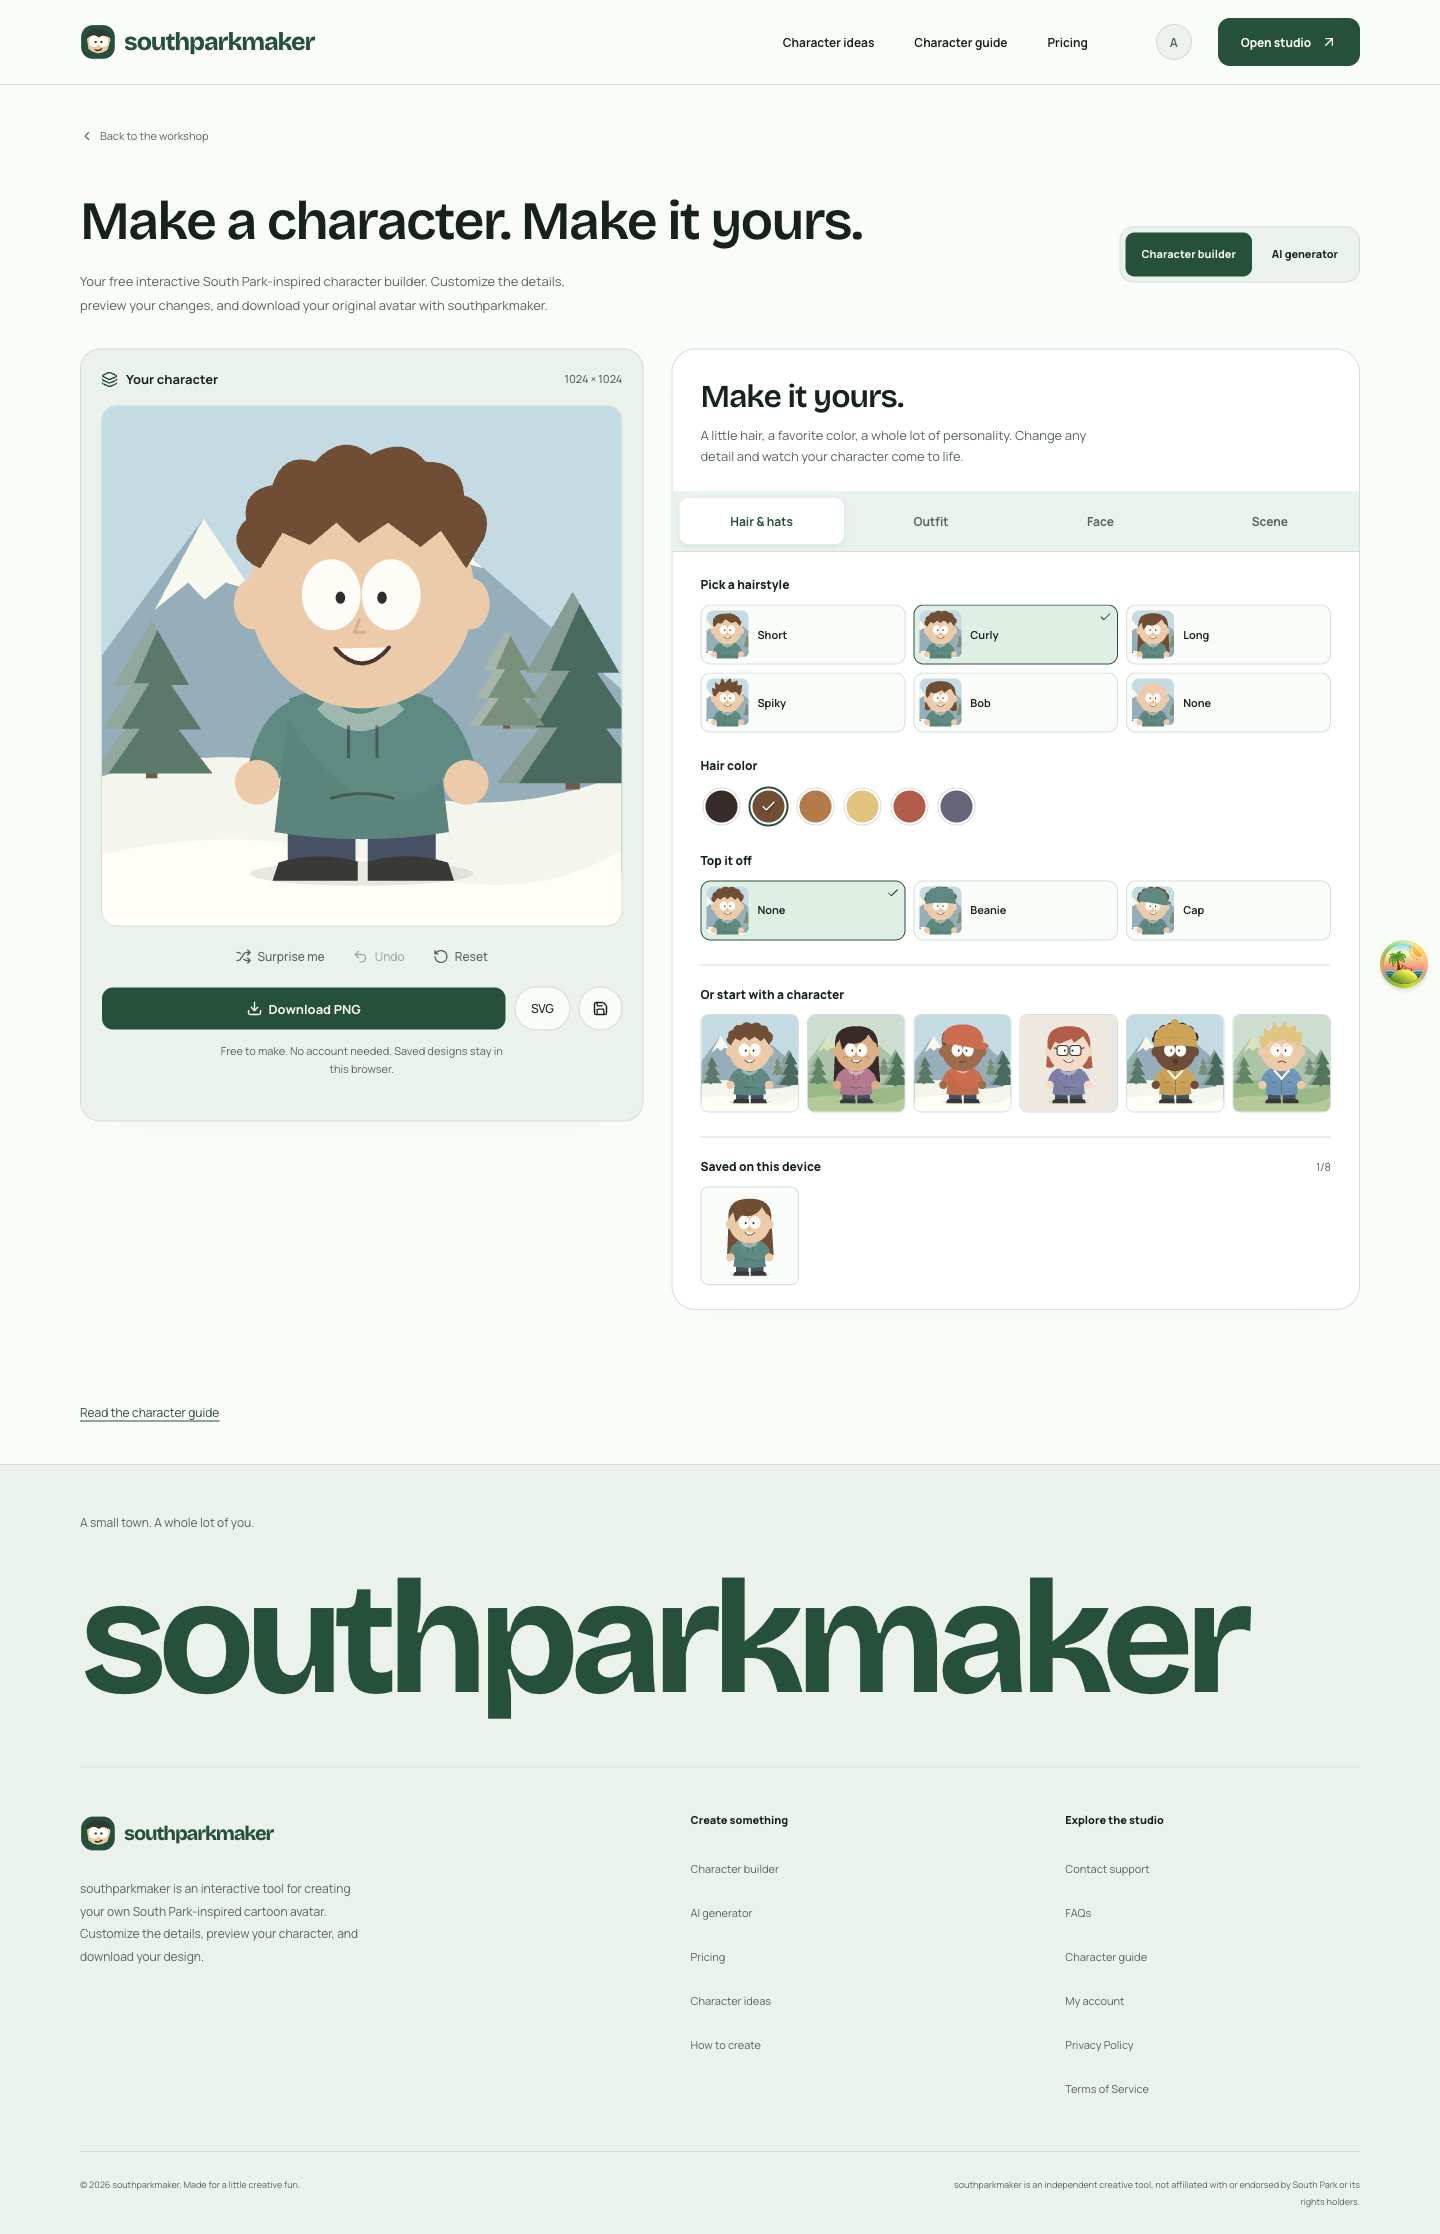 southparkmaker
Character ideas
Character guide
Pricing
A
Open studio
Back to the workshop
Make a character. Make it yours.
Your free interactive South Park-inspired character builder. Customize the details,
preview your changes, and download your original avatar with southparkmaker.
Character builder
AI generator
Your character
1024 × 1024
Surprise me
Undo
Reset
Download PNG
SVG
Free to make. No account needed. Saved designs stay in
this browser.
Make it yours.
A little hair, a favorite color, a whole lot of personality. Change any
detail and watch your character come to life.
Hair & hats
Outfit
Face
Scene
Pick a hairstyle
Short
Curly
Long
Spiky
Bob
None
Hair color
Top it off
None
Beanie
Cap
Or start with a character
Saved on this device
1/8
Read the character guide
A small town. A whole lot of you.
southparkmaker
southparkmaker
southparkmaker is an interactive tool for creating
your own South Park-inspired cartoon avatar.
Customize the details, preview your character, and
download your design.
Create something
Character builder
AI generator
Pricing
Character ideas
How to create
Explore the studio
Contact support
FAQs
Character guide
My account
Privacy Policy
Terms of Service
© 2026 southparkmaker. Made for a little creative fun.
southparkmaker is an independent creative tool, not affiliated with or endorsed by South Park or its
rights holders.